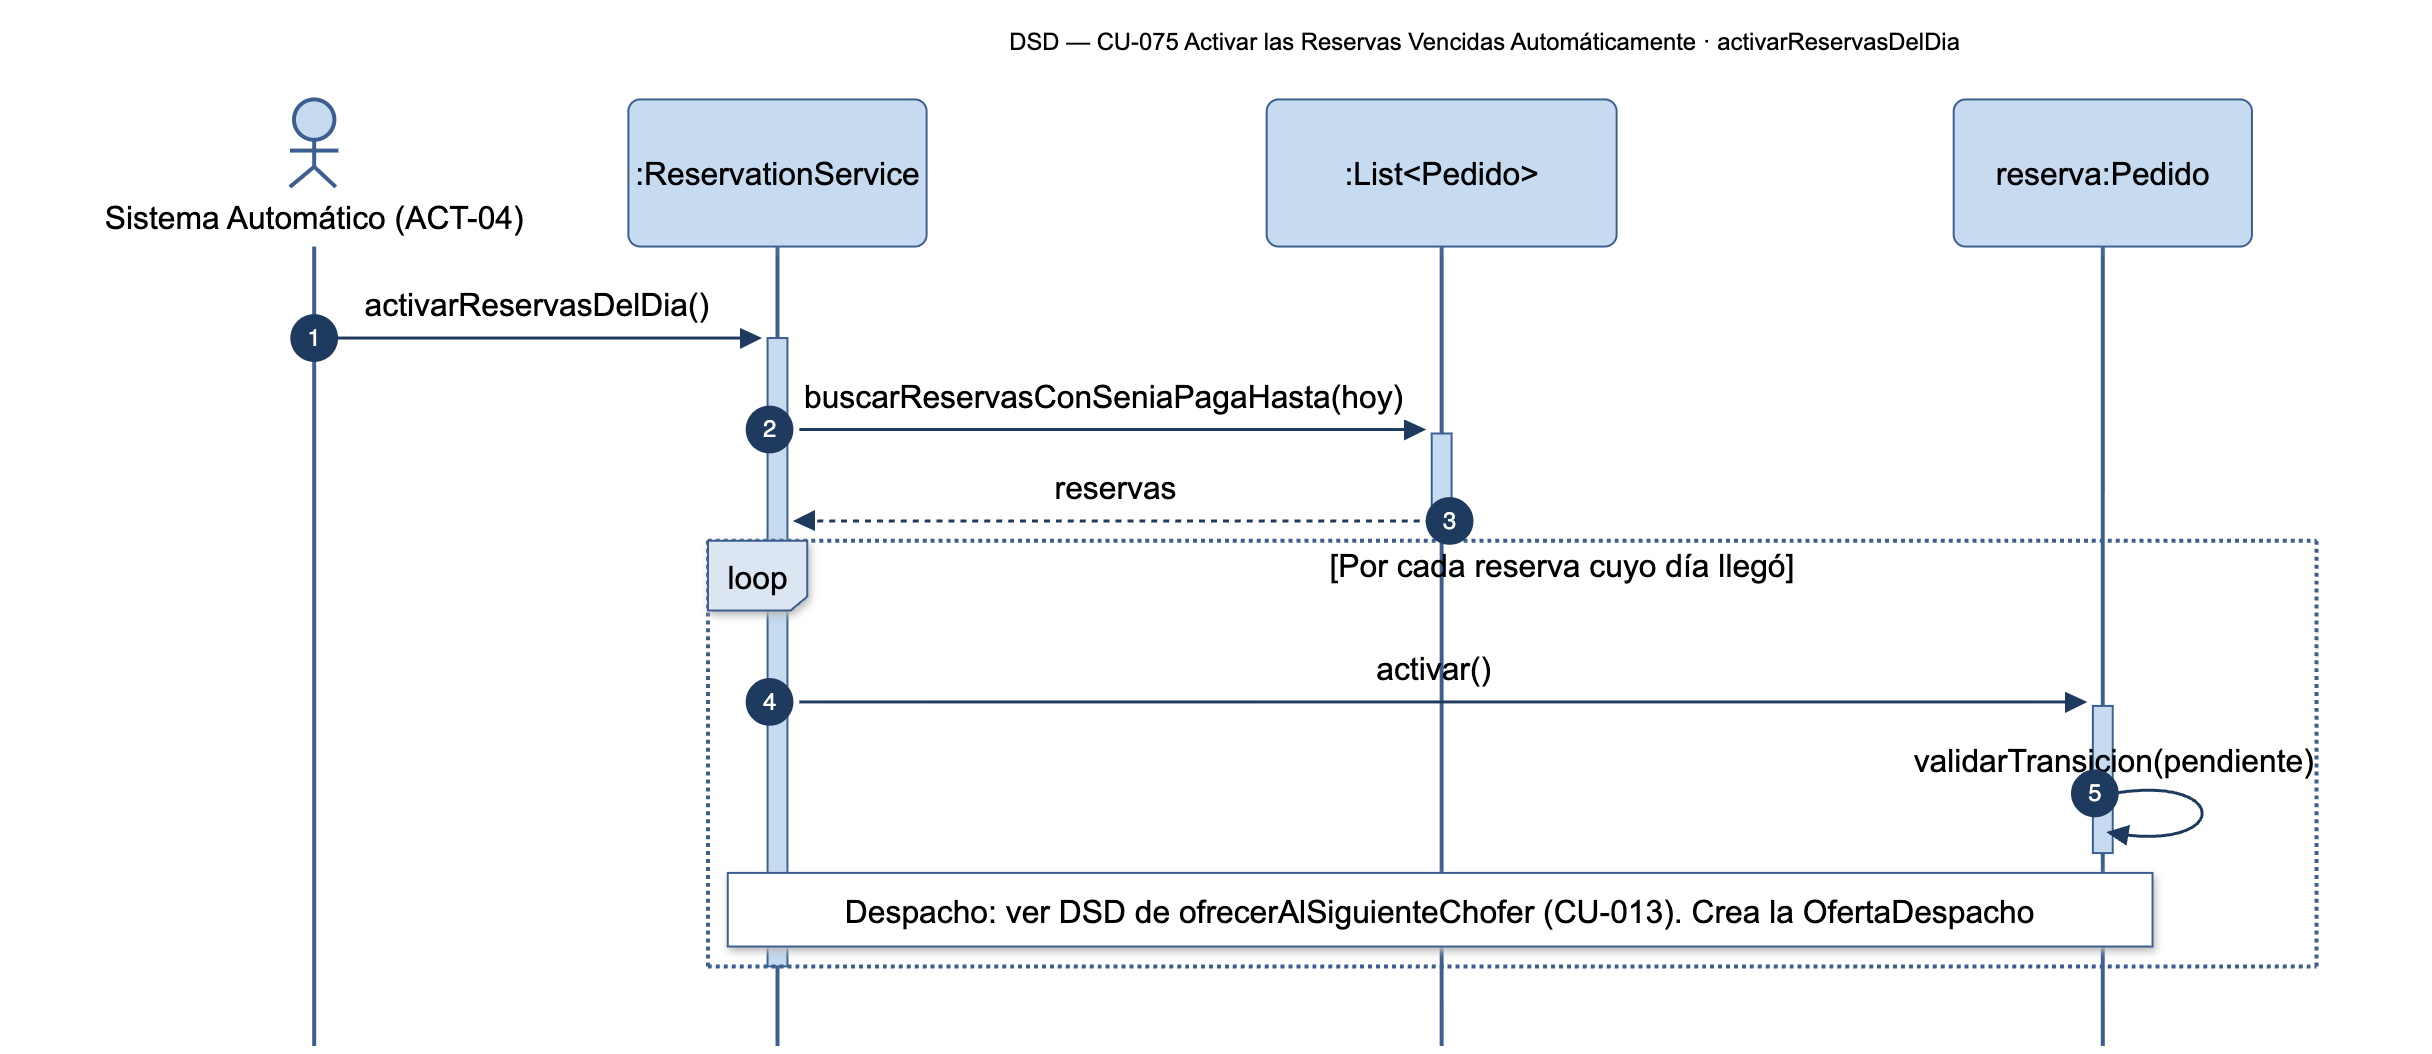 DSD — CU-075 Activar las Reservas Vencidas Automáticamente · activarReservasDelDia
Sistema Automático (ACT-04)
:ReservationService
:List<Pedido>
reserva:Pedido
activarReservasDelDia()
1
buscarReservasConSeniaPagaHasta(hoy)
2
reservas
3
loop
[Por cada reserva cuyo día llegó]
activar()
4
validarTransicion(pendiente)
5
Despacho: ver DSD de ofrecerAlSiguienteChofer (CU-013). Crea la OfertaDespacho